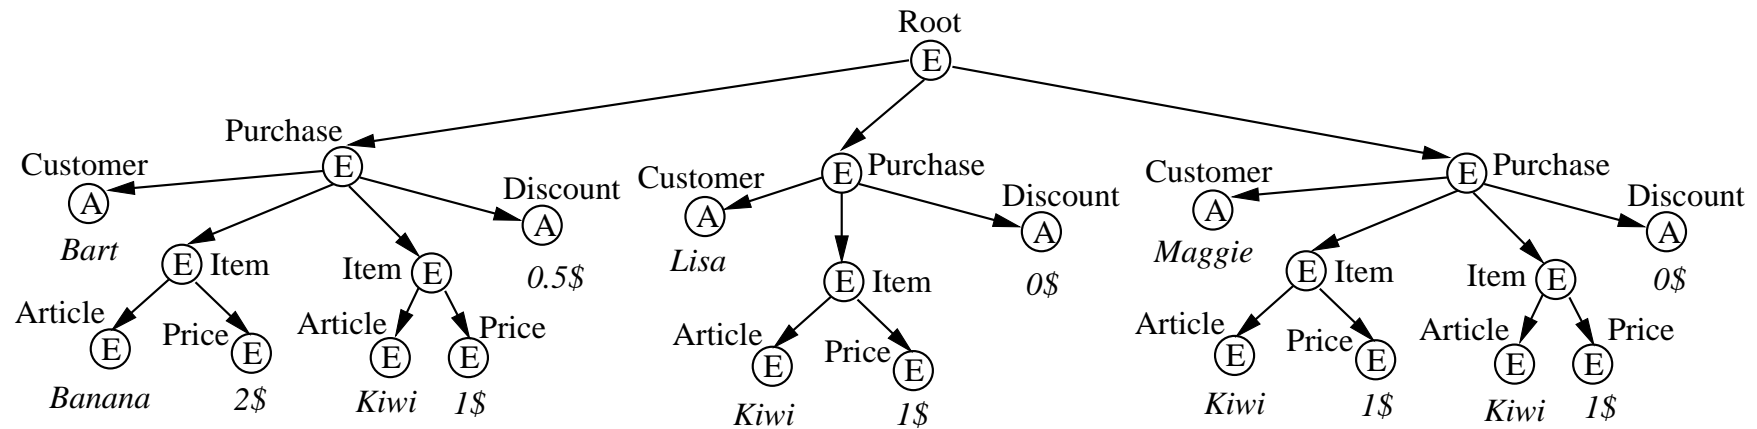 Root
E
Purchase
E
Customer
A
Bart
Discount
A
0.5$
E Item
Item E
Article
E
Banana
Price
E
2$
Article
E
Kiwi
Price
E
1$
E Purchase
Customer
A
Lisa
Discount
A
0$
E Item
Article
E
Kiwi
Price
E
1$
E Purchase
Customer
A
Maggie
Discount
A
0$
E Item
Item E
Article
E
Kiwi
Price
E
1$
Article
E
Kiwi
Price
E
1$